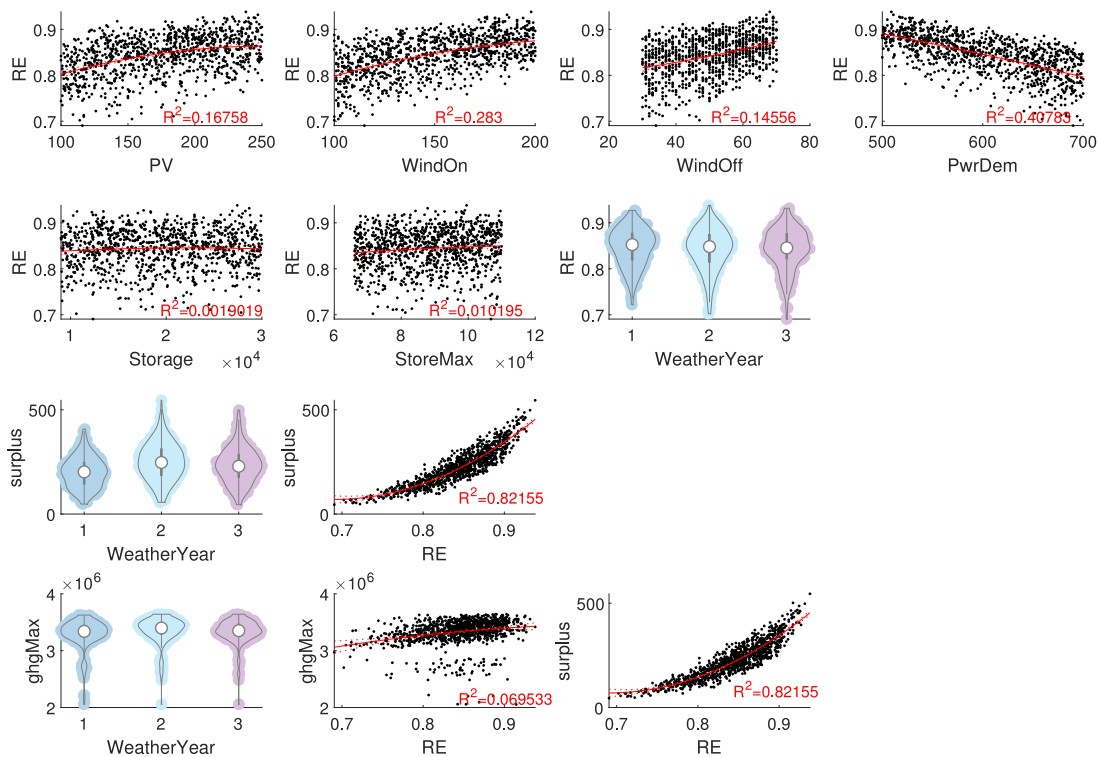 0.9
0.8
0.7
RE
R²=0.16758
100 150 200 250
PV
0.9
0.8
0.7
RE
R²=0.283
100 150 200
WindOn
0.9
0.8
0.7
RE
R²=0.14556
20 40 60 80
WindOff
0.9
0.8
0.7
RE
R²=0.40783
500 600 700
PwrDem
0.9
0.8
0.7
RE
R²=0.0019019
1 2 3
Storage ×10⁴
0.9
0.8
0.7
RE
R²=0.010195
6 8 10 12
StoreMax ×10⁴
0.9
0.8
0.7
RE
1 2 3
WeatherYear
500
0
surplus
1 2 3
WeatherYear
500
0
surplus
R²=0.82155
0.7 0.8 0.9
RE
×10⁶
4
3
2
ghgMax
1 2 3
WeatherYear
×10⁶
4
3
2
ghgMax
R²=0.069533
0.7 0.8 0.9
RE
500
0
surplus
R²=0.82155
0.7 0.8 0.9
RE